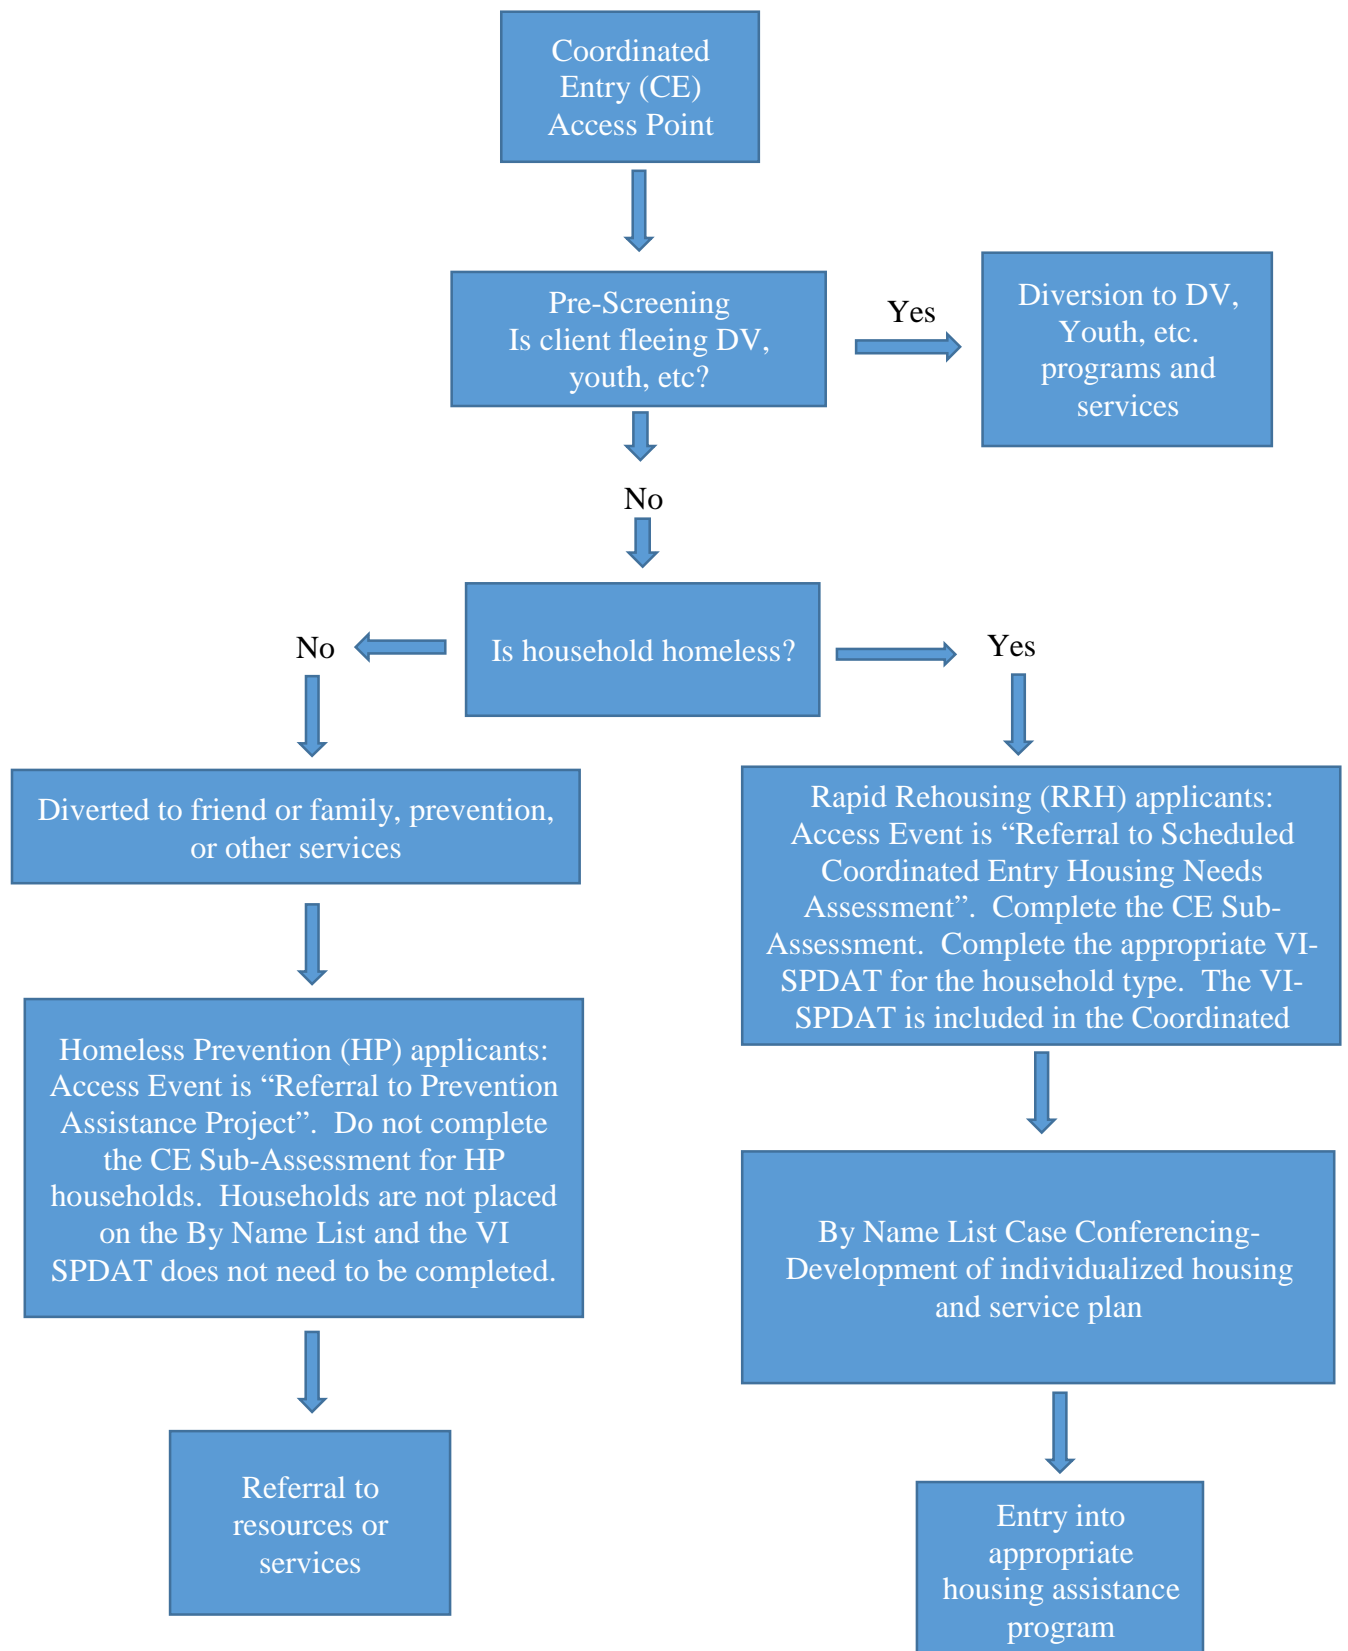 Coordinated
Entry (CE)
Access Point
Pre-Screening
Is client fleeing DV,
youth, etc?
Yes
Diversion to DV,
Youth, etc.
programs and
services
No
Is household homeless?
No
Yes
Diverted to friend or family, prevention,
or other services
Rapid Rehousing (RRH) applicants:
Access Event is “Referral to Scheduled
Coordinated Entry Housing Needs
Assessment”.  Complete the CE Sub-
Assessment.  Complete the appropriate VI-
SPDAT for the household type.  The VI-
SPDAT is included in the Coordinated
Homeless Prevention (HP) applicants:
Access Event is “Referral to Prevention
Assistance Project”.  Do not complete
the CE Sub-Assessment for HP
households.  Households are not placed
on the By Name List and the VI
SPDAT does not need to be completed.
By Name List Case Conferencing-
Development of individualized housing
and service plan
Referral to
resources or
services
Entry into
appropriate
housing assistance
program